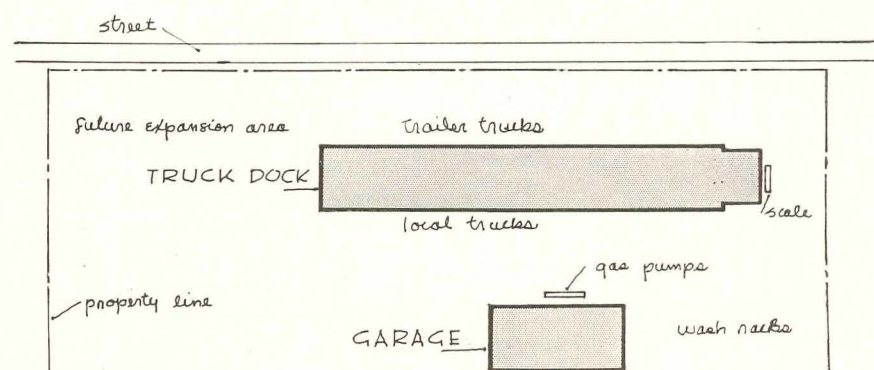 street
future expansion area
trailer trucks
TRUCK DOCK
local trucks
scale
gas pumps
property line
GARAGE
wash racks